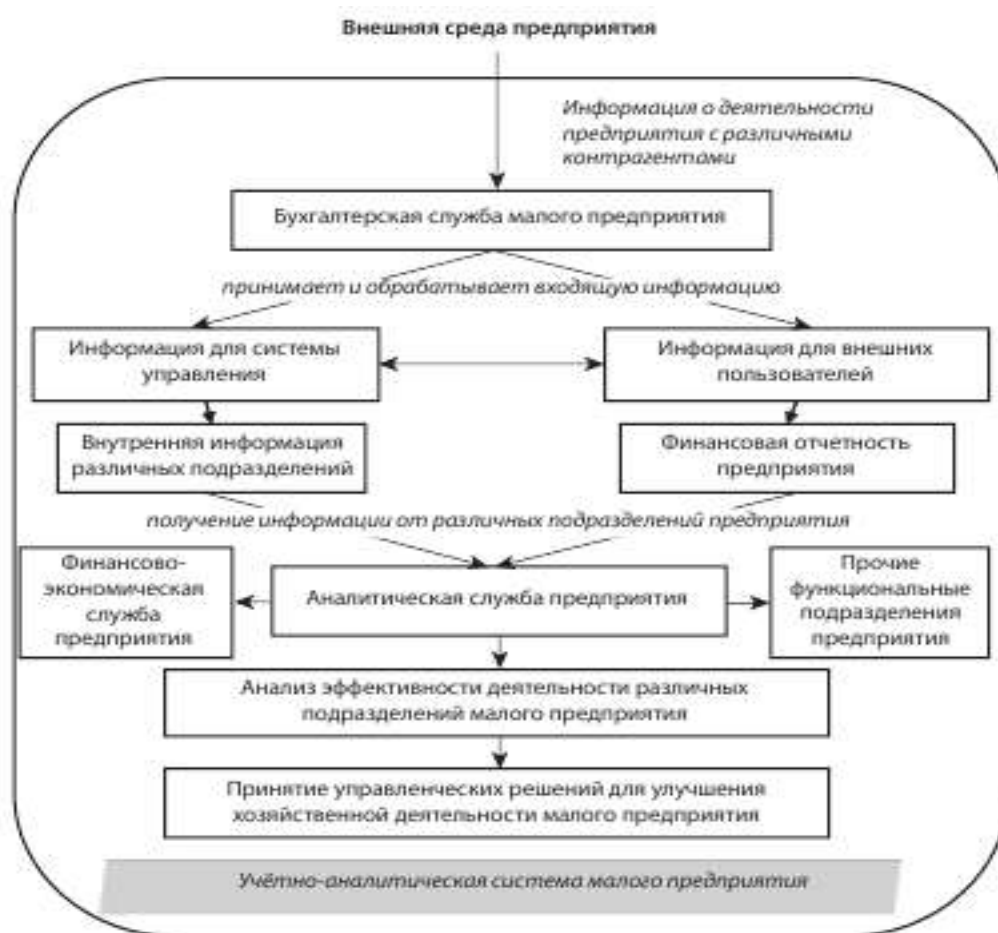 Внешняя среда предприятия
Информация о деятельности
предприятия с различными
контрагентами
Бухгалтерская служба малого предприятия
принимает и обрабатывает входящую информацию
Информация для системы
управления
Информация для внешних
пользователей
Внутренняя информация
различных подразделений
Финансовая отчетность
предприятия
получение информации от различных подразделений предприятия
Финансово-
экономическая
служба
предприятия
Аналитическая служба предприятия
Прочие
функциональные
подразделения
предприятия
Анализ эффективности деятельности различных
подразделений малого предприятия
Принятие управленческих решений для улучшения
хозяйственной деятельности малого предприятия
Учётно-аналитическая система малого предприятия